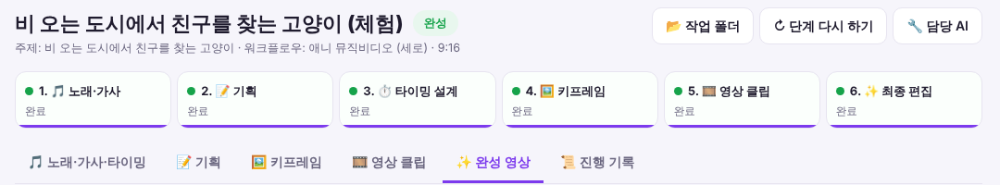 비 오는 도시에서 친구를 찾는 고양이 (체험) 완성
📂 작업 폴더 ↻ 단계 다시 하기 🔧 담당 AI
주제: 비 오는 도시에서 친구를 찾는 고양이 · 워크플로우: 애니 뮤직비디오 (세로) · 9:16
1. 🎵 노래·가사 2. 📝 기획 3. ⏱️ 타이밍 설계 4. 🖼️ 키프레임 5. 🎞️ 영상 클립 6. ✨ 최종 편집
완료 완료 완료 완료 완료 완료
🎵 노래·가사·타이밍 📝 기획 🖼️ 키프레임 🎞️ 영상 클립 ✨ 완성 영상 📜 진행 기록